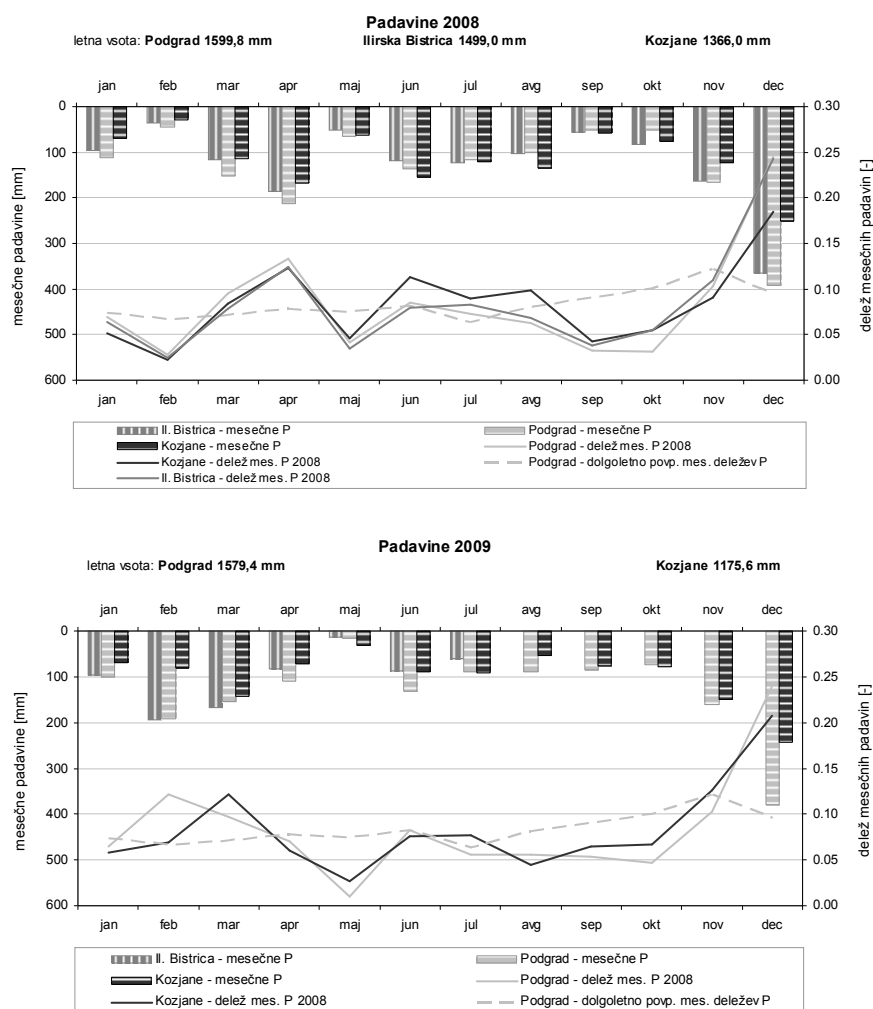 Padavine 2008
letna vsota: Podgrad 1599,8 mm Ilirska Bistrica 1499,0 mm Kozjane 1366,0 mm
jan feb mar apr maj jun jul avg sep okt nov dec
0 0.30
100 0.25
200 0.20
300 0.15
400 0.10
500 0.05
600 0.00
mesečne padavine [mm]
delež mesečnih padavin [-]
jan feb mar apr maj jun jul avg sep okt nov dec
Il. Bistrica - mesečne P Podgrad - mesečne P
Kozjane - mesečne P Podgrad - delež mes. P 2008
Kozjane - delež mes. P 2008 Podgrad - dolgoletno povp. mes. deležev P
Il. Bistrica - delež mes. P 2008
Padavine 2009
letna vsota: Podgrad 1579,4 mm Kozjane 1175,6 mm
jan feb mar apr maj jun jul avg sep okt nov dec
0 0.30
100 0.25
200 0.20
300 0.15
400 0.10
500 0.05
600 0.00
mesečne padavine [mm]
delež mesečnih padavin [-]
jan feb mar apr maj jun jul avg sep okt nov dec
Il. Bistrica - mesečne P Podgrad - mesečne P
Kozjane - mesečne P Podgrad - delež mes. P 2008
Kozjane - delež mes. P 2008 Podgrad - dolgoletno povp. mes. deležev P